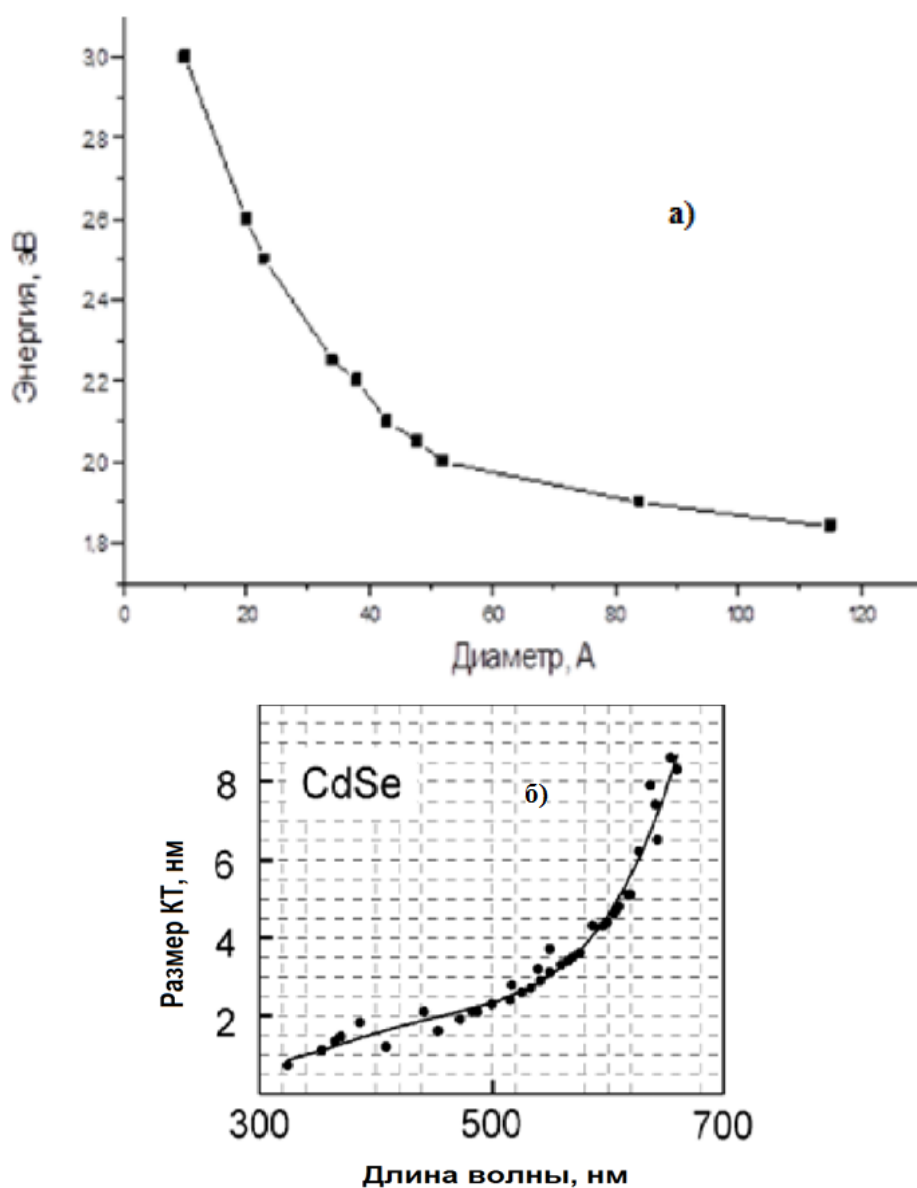 3,0
2,8
2,6
а)
2,4
2,2
2,0
1,8
Энергия, эВ
0 20 40 60 80 100 120
Диаметр, А
CdSe
б)
8
6
4
2
Размер КТ, нм
300 500 700
Длина волны, нм